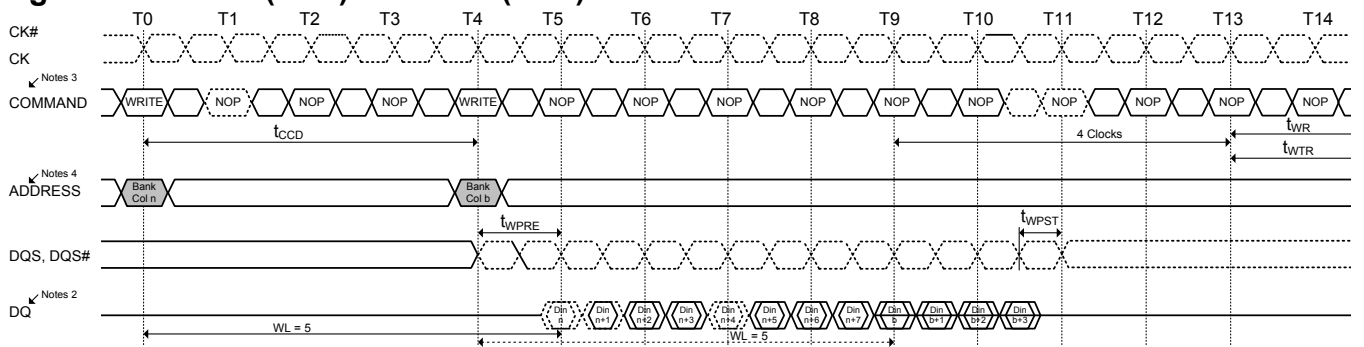 T0 T1 T2 T3 T4 T5 T6 T7 T8 T9 T10 T11 T12 T13 T14
CK#
CK
Notes 3
COMMAND WRITE NOP NOP NOP WRITE NOP NOP NOP NOP NOP NOP NOP NOP NOP NOP
tCCD 4 Clocks tWR
tWTR
Notes 4
ADDRESS Bank Col n Bank Col b
tWPRE tWPST
DQS, DQS#
Notes 2
DQ Din n Din n+1 Din n+2 Din n+3 Din n+4 Din n+5 Din n+6 Din n+7 Din b Din b+1 Din b+2 Din b+3
WL = 5 WL = 5